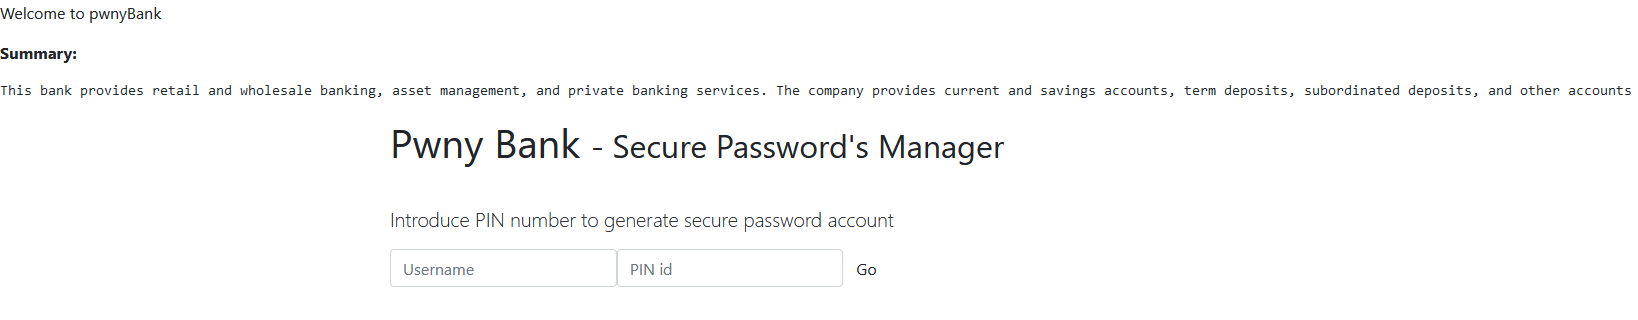 Welcome to pwnyBank
Summary:
This bank provides retail and wholesale banking, asset management, and private banking services. The company provides current and savings accounts, term deposits, subordinated deposits, and other accounts
Pwny Bank - Secure Password's Manager
Introduce PIN number to generate secure password account
Username PIN id Go